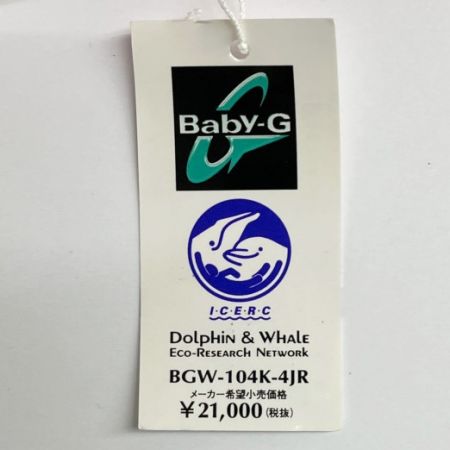 Baby-G
I·C·E·R·C
Dolphin & Whale
Eco-Research Network
BGW-104K-4JR
メーカー希望小売価格
¥21,000(税抜)